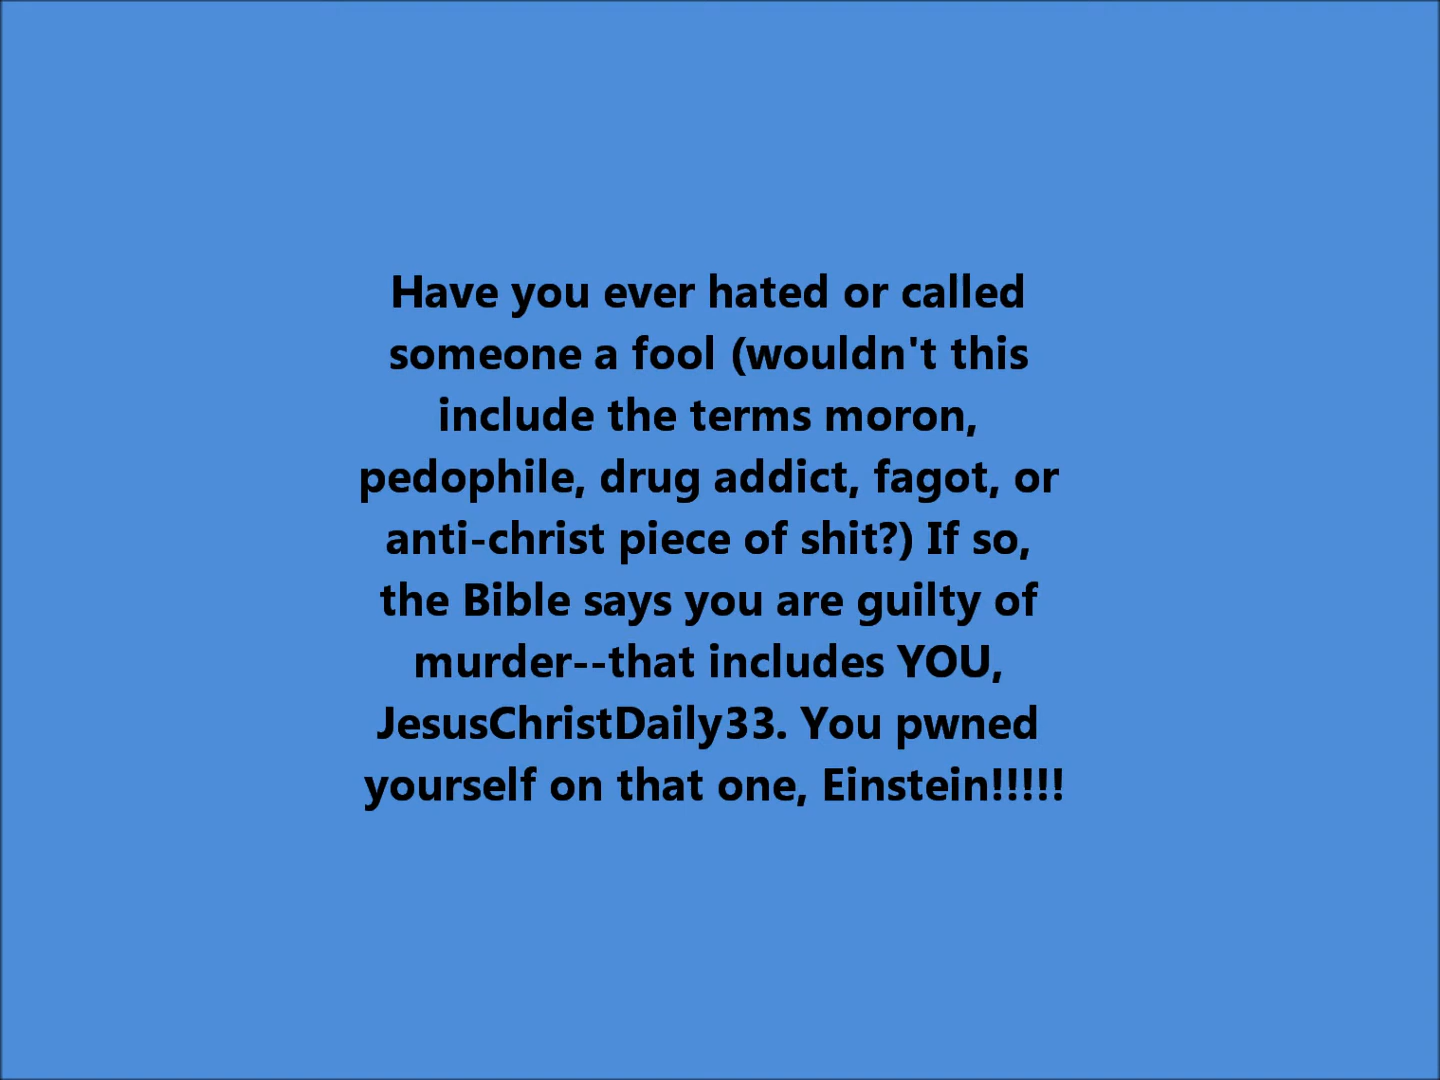 Have you ever hated or called
someone a fool (wouldn't this
include the terms moron,
pedophile, drug addict, fagot, or
anti-christ piece of shit?) If so,
the Bible says you are guilty of
murder--that includes YOU,
JesusChristDaily33. You pwned
yourself on that one, Einstein!!!!!